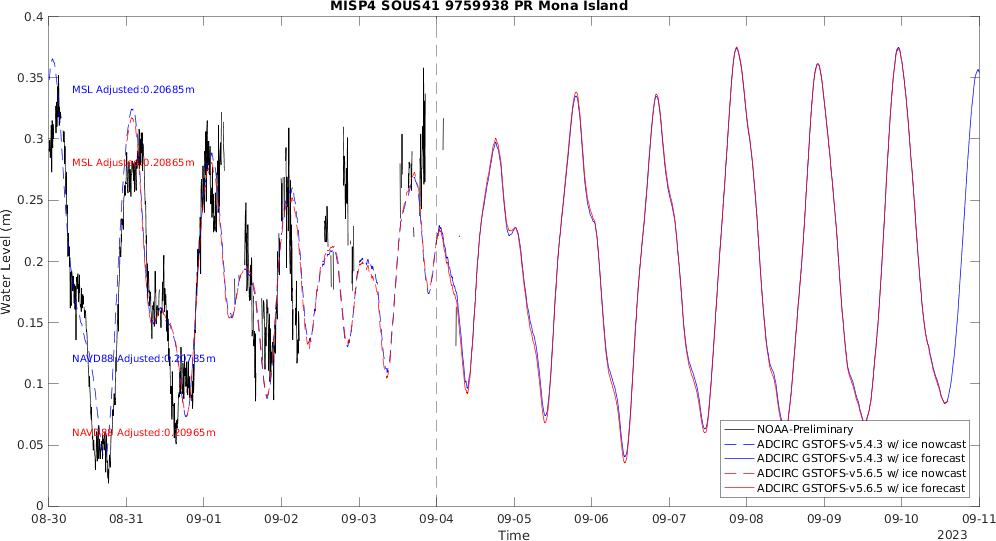 MISP4 SOUS41 9759938 PR Mona Island
0.4
0.35
0.3
0.25
0.2
0.15
0.1
0.05
0
Water Level (m)
MSL Adjusted:0.20685m
MSL Adjusted:0.20865m
NAVD88 Adjusted:0.20785m
NAVD88 Adjusted:0.20965m
NOAA-Preliminary
ADCIRC GSTOFS-v5.4.3 w/ ice nowcast
ADCIRC GSTOFS-v5.4.3 w/ ice forecast
ADCIRC GSTOFS-v5.6.5 w/ ice nowcast
ADCIRC GSTOFS-v5.6.5 w/ ice forecast
08-30 08-31 09-01 09-02 09-03 09-04 09-05 09-06 09-07 09-08 09-09 09-10 09-11
Time
2023